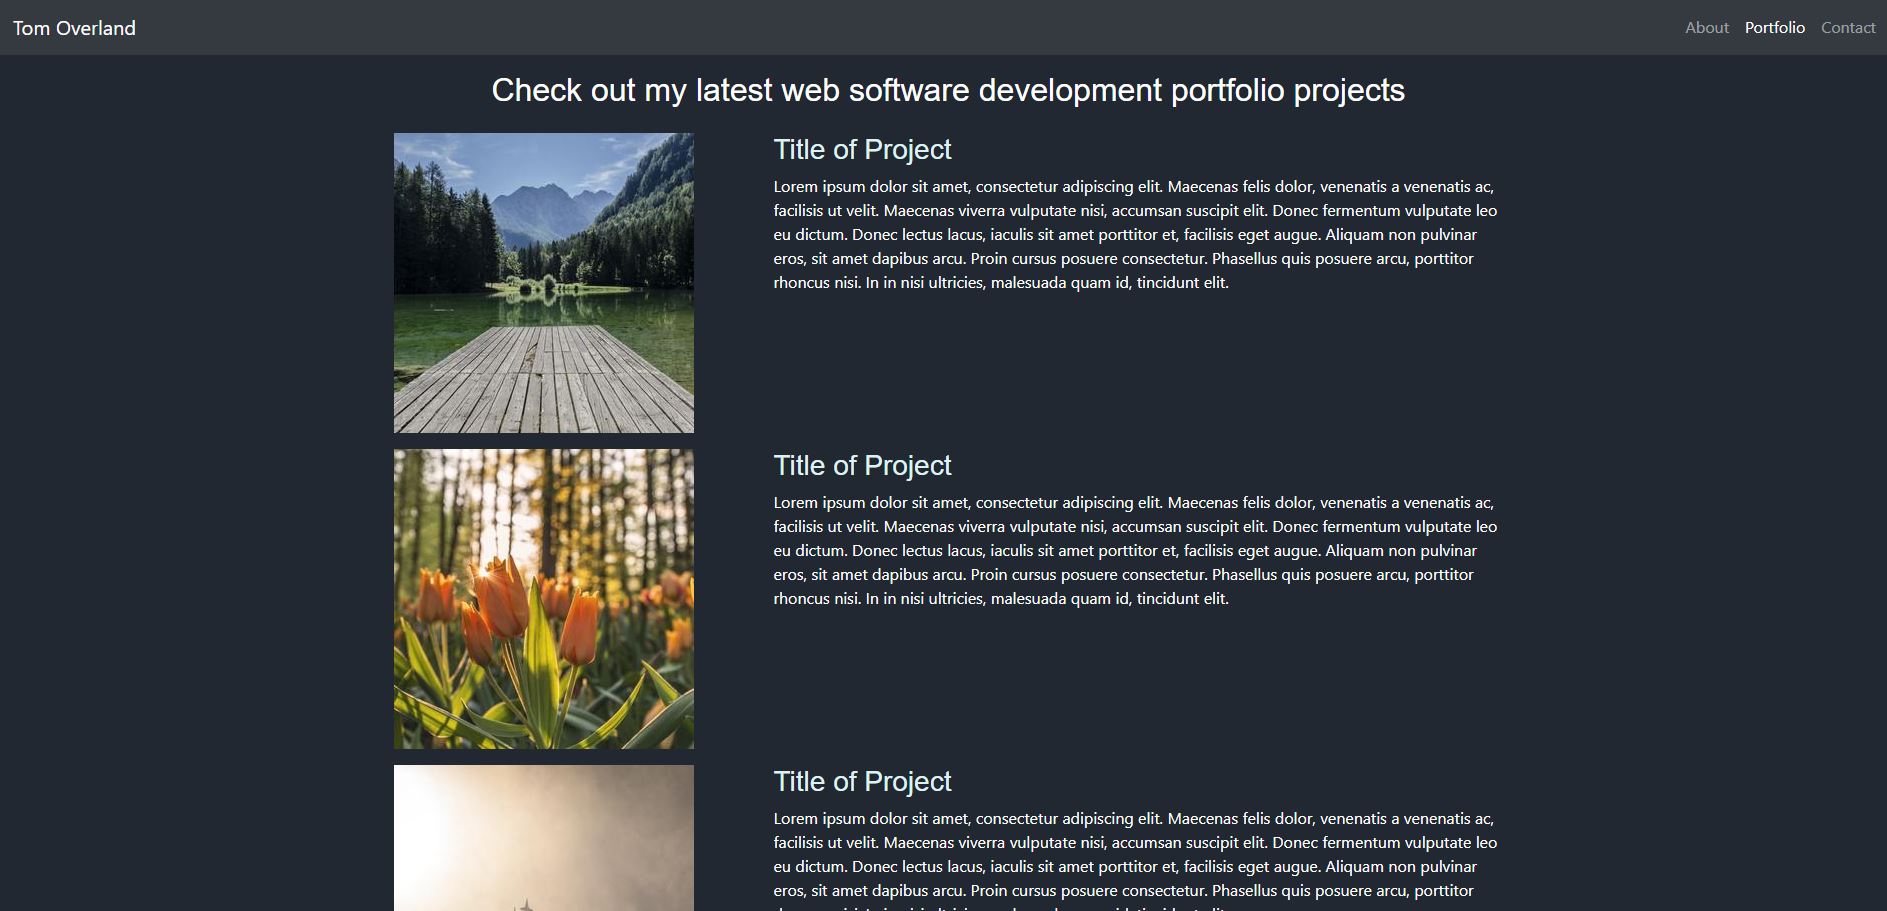 Tom Overland
About Portfolio Contact
Check out my latest web software development portfolio projects
Title of Project
Lorem ipsum dolor sit amet, consectetur adipiscing elit. Maecenas felis dolor, venenatis a venenatis ac,
facilisis ut velit. Maecenas viverra vulputate nisi, accumsan suscipit elit. Donec fermentum vulputate leo
eu dictum. Donec lectus lacus, iaculis sit amet porttitor et, facilisis eget augue. Aliquam non pulvinar
eros, sit amet dapibus arcu. Proin cursus posuere consectetur. Phasellus quis posuere arcu, porttitor
rhoncus nisi. In in nisi ultricies, malesuada quam id, tincidunt elit.
Title of Project
Lorem ipsum dolor sit amet, consectetur adipiscing elit. Maecenas felis dolor, venenatis a venenatis ac,
facilisis ut velit. Maecenas viverra vulputate nisi, accumsan suscipit elit. Donec fermentum vulputate leo
eu dictum. Donec lectus lacus, iaculis sit amet porttitor et, facilisis eget augue. Aliquam non pulvinar
eros, sit amet dapibus arcu. Proin cursus posuere consectetur. Phasellus quis posuere arcu, porttitor
rhoncus nisi. In in nisi ultricies, malesuada quam id, tincidunt elit.
Title of Project
Lorem ipsum dolor sit amet, consectetur adipiscing elit. Maecenas felis dolor, venenatis a venenatis ac,
facilisis ut velit. Maecenas viverra vulputate nisi, accumsan suscipit elit. Donec fermentum vulputate leo
eu dictum. Donec lectus lacus, iaculis sit amet porttitor et, facilisis eget augue. Aliquam non pulvinar
eros, sit amet dapibus arcu. Proin cursus posuere consectetur. Phasellus quis posuere arcu, porttitor